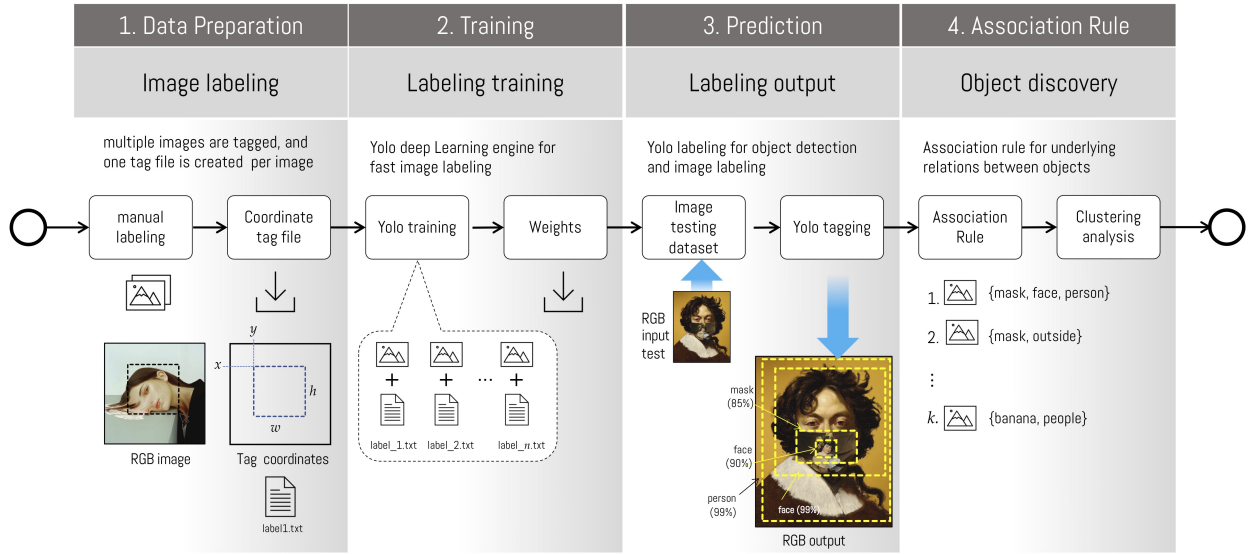 1. Data Preparation
2. Training
3. Prediction
4. Association Rule
Image labeling
Labeling training
Labeling output
Object discovery
multiple images are tagged, and
one tag file is created per image
Yolo deep Learning engine for
fast image labeling
Yolo labeling for object detection
and image labeling
Association rule for underlying
relations between objects
manual
labeling
Coordinate
tag file
Yolo training
Weights
Image
testing
dataset
Yolo tagging
Association
Rule
Clustering
analysis
RGB image
y
x
h
w
Tag coordinates
label1.txt
+
+
...
+
label_1.txt
label_2.txt
label_n.txt
RGB
input
test
mask
(85%)
face
(90%)
person
(99%)
face (99%)
RGB output
1. {mask, face, person}
2. {mask, outside}
⋮
k. {banana, people}